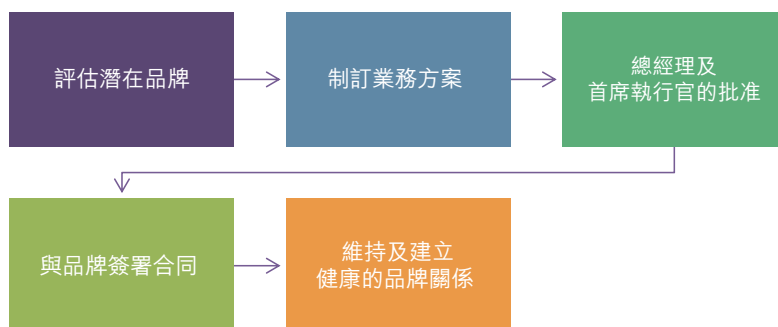 評估潛在品牌
制訂業務方案
總經理及
首席執行官的批准
與品牌簽署合同
維持及建立
健康的品牌關係